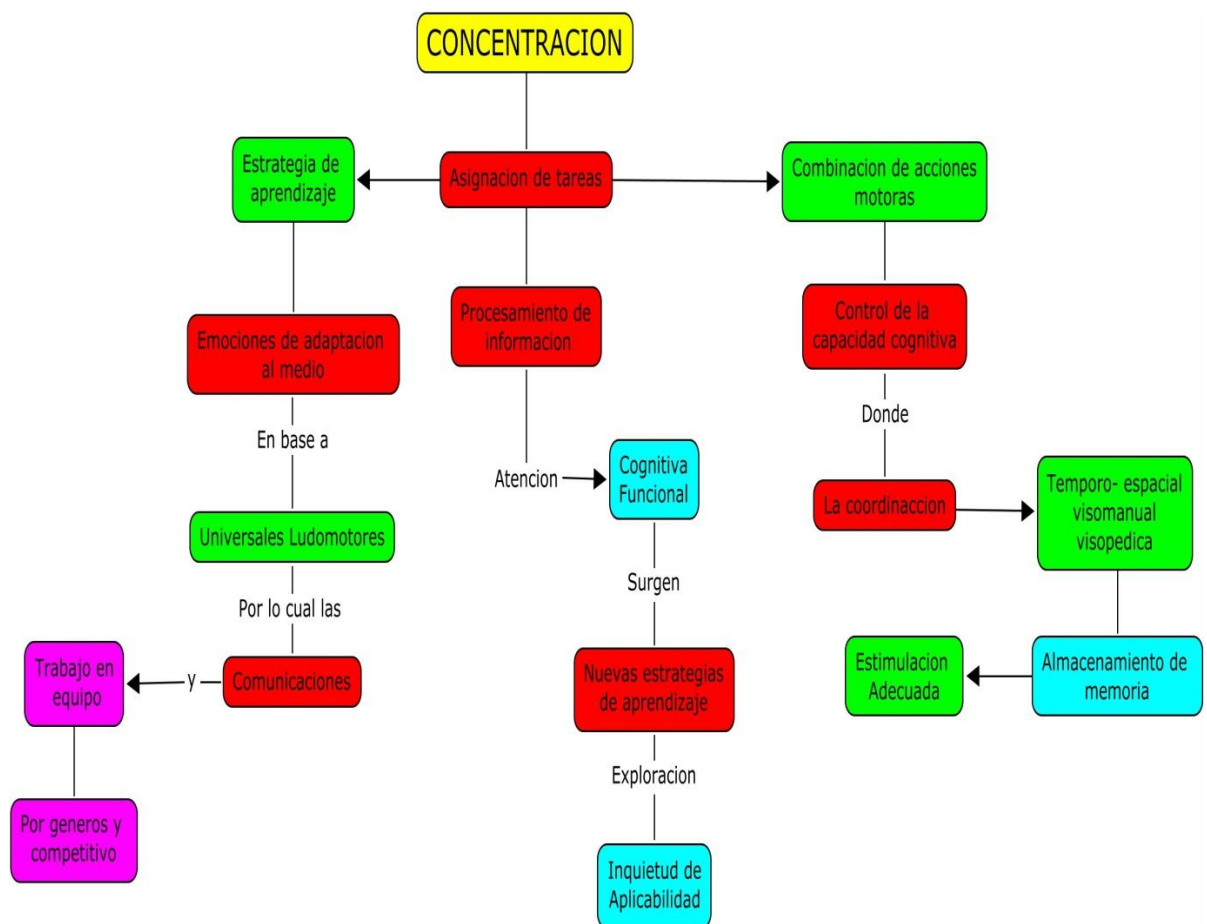 CONCENTRACION
Estrategia de
aprendizaje
Asignacion de tareas
Combinacion de acciones
motoras
Emociones de adaptacion
al medio
Procesamiento de
informacion
Control de la
capacidad cognitiva
En base a
Atencion
Cognitiva
Funcional
Donde
Universales Ludomotores
La coordinaccion
Temporo- espacial
visomanual
visopedica
Por lo cual las
Surgen
Trabajo en
equipo
y
Comunicaciones
Nuevas estrategias
de aprendizaje
Estimulacion
Adecuada
Almacenamiento de
memoria
Exploracion
Por generos y
competitivo
Inquietud de
Aplicabilidad